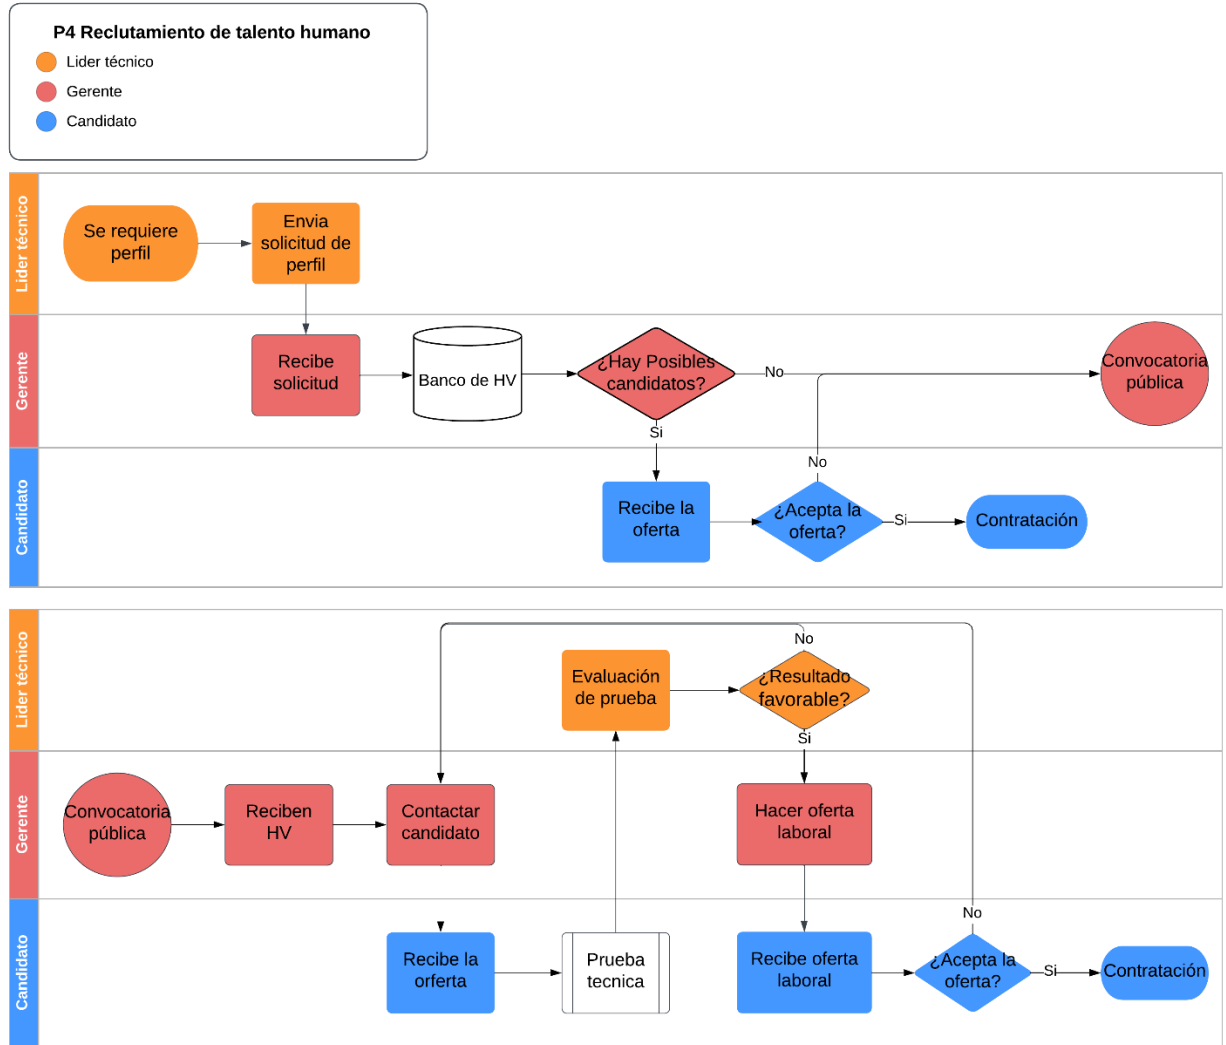 P4 Reclutamiento de talento humano
Lider técnico
Gerente
Candidato
Lider técnico
Se requiere
perfil
Envia
solicitud de
perfil
Gerente
Recibe
solicitud
Banco de HV
¿Hay Posibles
candidatos?
No
Convocatoria
pública
Si
Candidato
Recibe la
oferta
No
¿Acepta la
oferta?
Si
Contratación
Lider técnico
Evaluación
de prueba
No
¿Resultado
favorable?
Si
Gerente
Convocatoria
pública
Reciben
HV
Contactar
candidato
Hacer oferta
laboral
Candidato
Recibe la
orferta
Prueba
tecnica
Recibe oferta
laboral
No
¿Acepta la
oferta?
Si
Contratación